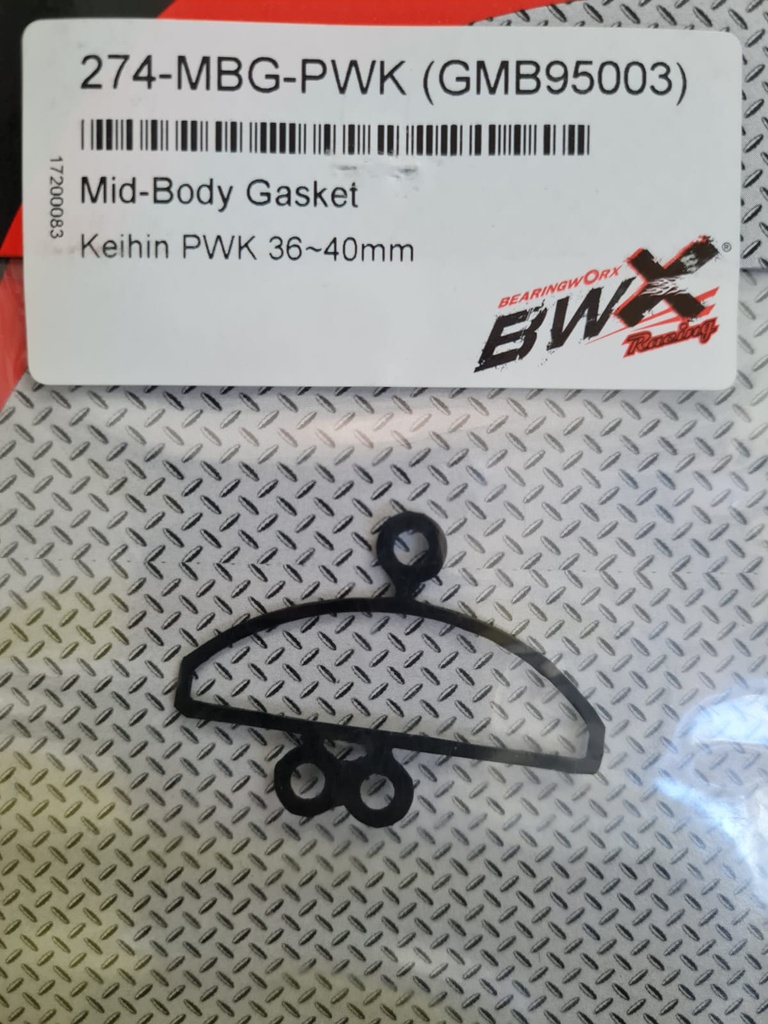 274-MBG-PWK (GMB95003)
17200083
Mid-Body Gasket
Keihin PWK 36~40mm
BEARINGWORX
BWX®
Racing